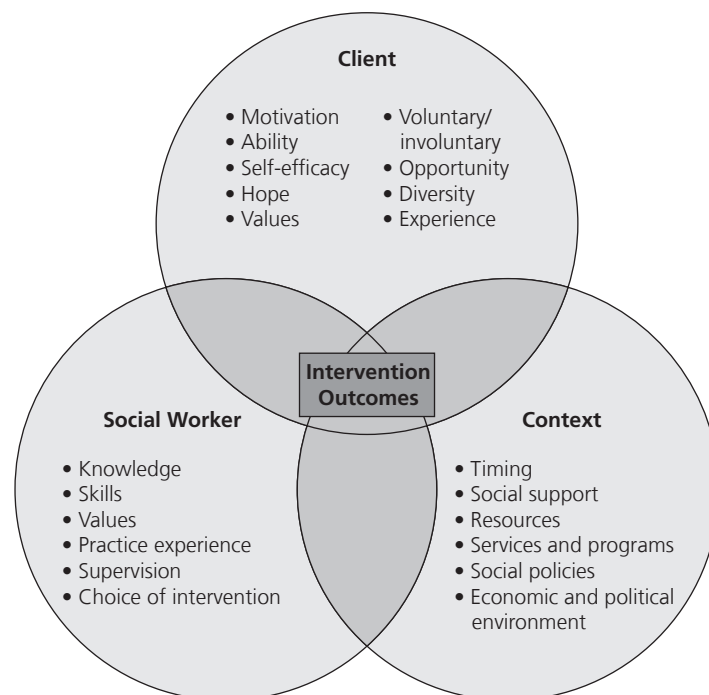 Client
• Motivation
• Ability
• Self-efficacy
• Hope
• Values
• Voluntary/
involuntary
• Opportunity
• Diversity
• Experience
Intervention
Outcomes
Social Worker
• Knowledge
• Skills
• Values
• Practice experience
• Supervision
• Choice of intervention
Context
• Timing
• Social support
• Resources
• Services and programs
• Social policies
• Economic and political
environment